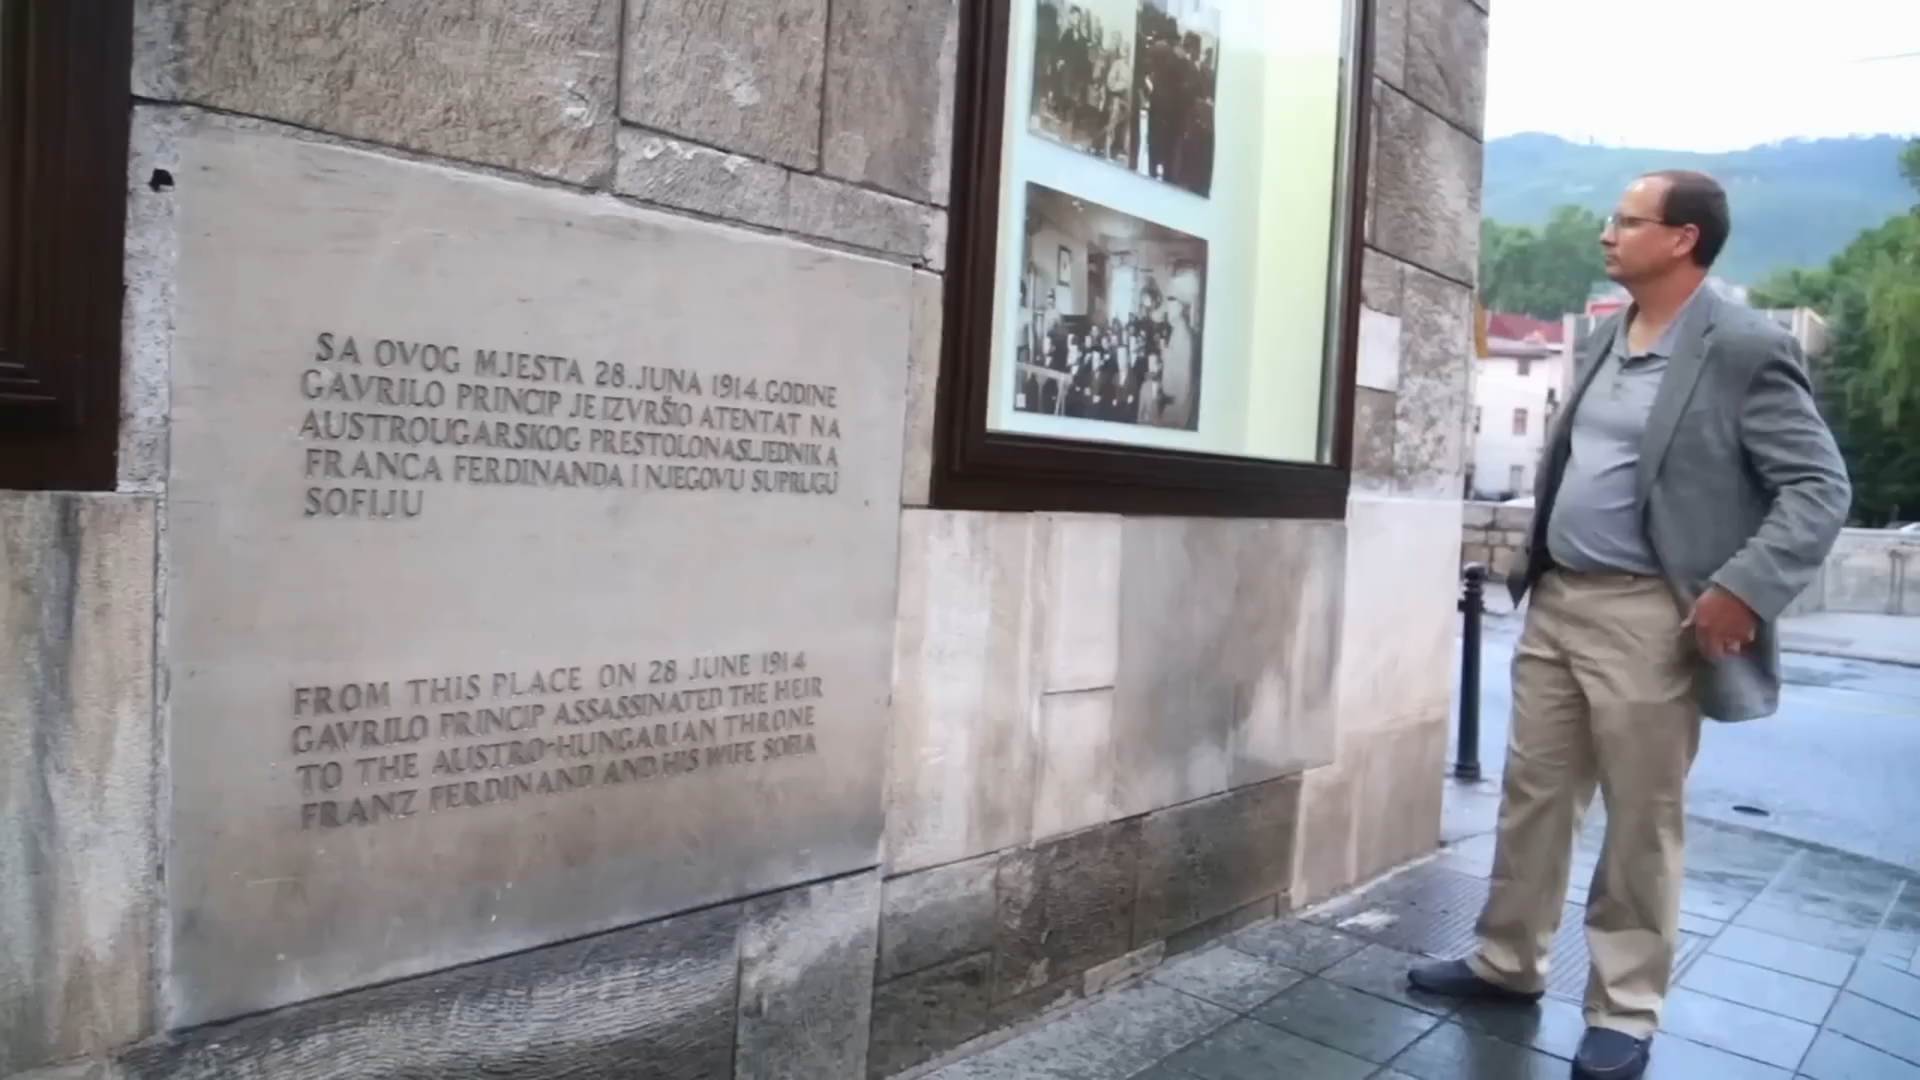 SA OVOG MJESTA 28. JUNA 1914. GODINE
GAVRILO PRINCIP JE IZVRŠIO ATENTAT NA
AUSTROUGARSKOG PRESTOLONASLJEDNIKA
FRANCA FERDINANDA I NJEGOVU SUPRUGU
SOFIJU
FROM THIS PLACE ON 28 JUNE 1914
GAVRILO PRINCIP ASSASSINATED THE HEIR
TO THE AUSTRO-HUNGARIAN THRONE
FRANZ FERDINAND AND HIS WIFE SOFIA